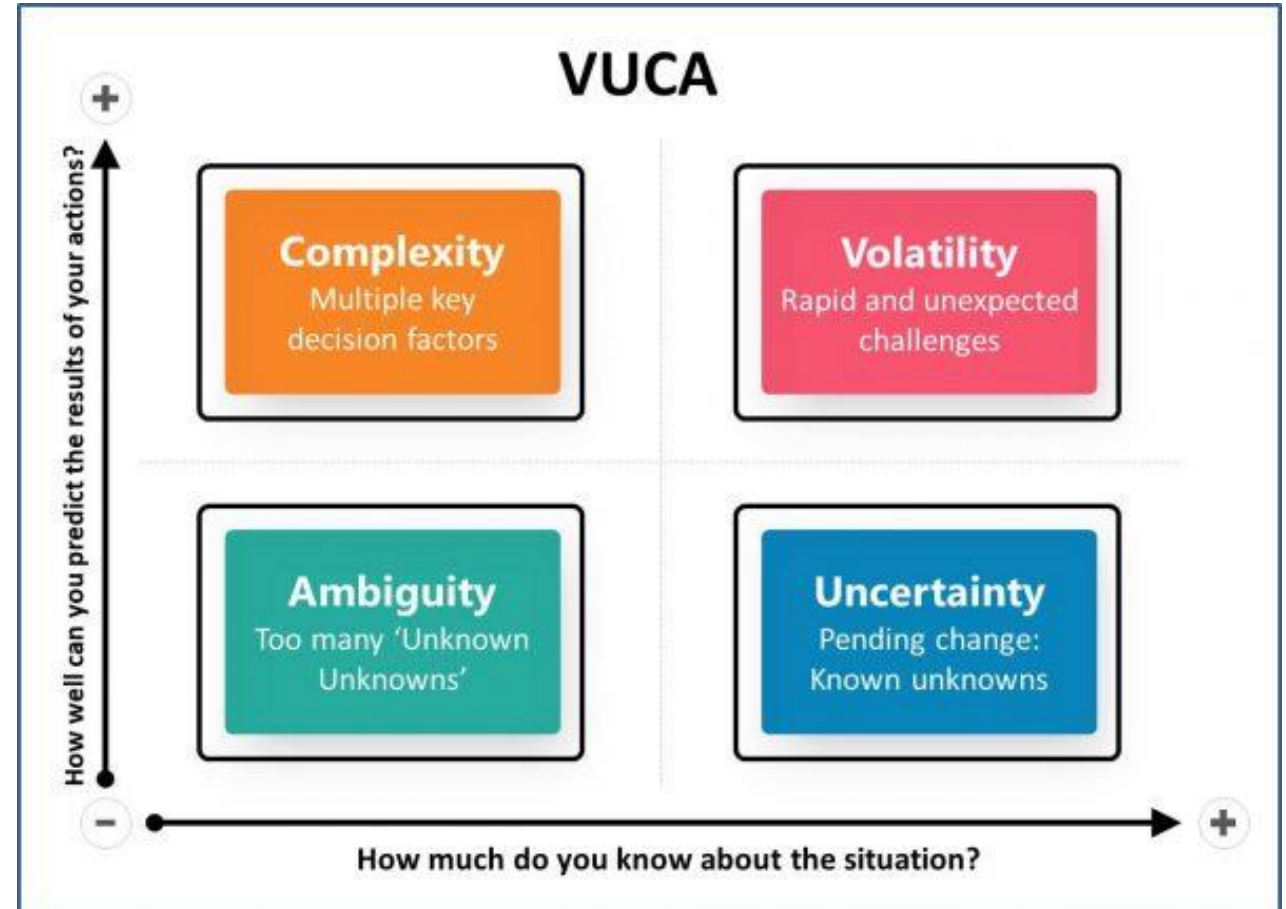 VUCA
+
How well can you predict the results of your actions?
Complexity
Multiple key
decision factors
Volatility
Rapid and unexpected
challenges
Ambiguity
Too many ‘Unknown
Unknowns’
Uncertainty
Pending change:
Known unknowns
−
+
How much do you know about the situation?